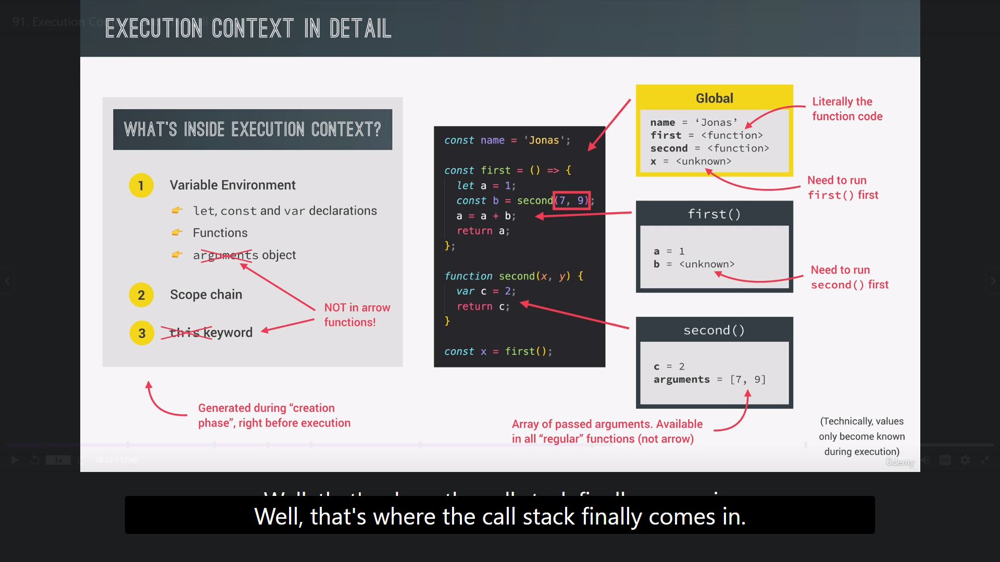 91. Execution Co
EXECUTION CONTEXT IN DETAIL
WHAT'S INSIDE EXECUTION CONTEXT?
1 Variable Environment
let, const and var declarations
Functions
arguments object
2 Scope chain
3 this keyword
NOT in arrow
functions!
Generated during “creation
phase”, right before execution
const name = 'Jonas';
const first = () => {
let a = 1;
const b = second(7, 9);
a = a + b;
return a;
};
function second(x, y) {
var c = 2;
return c;
}
const x = first();
Global
name = ‘Jonas’
first = <function>
second = <function>
x = <unknown>
Literally the
function code
Need to run
first() first
first()
a = 1
b = <unknown>
Need to run
second() first
second()
c = 2
arguments = [7, 9]
Array of passed arguments. Available
in all “regular” functions (not arrow)
(Technically, values
only become known
during execution)
ûdemy
1x
10:23 / 17:45
CC
Well, that's where the call stack finally comes in.